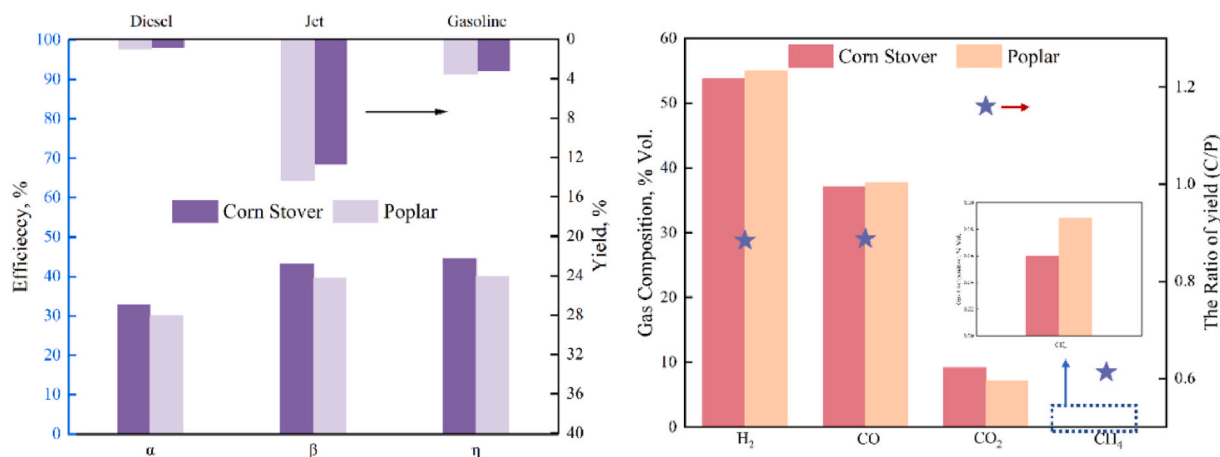 Diesel Jet Gasoline
100 0
90 4
80 8
70 12
60 16
50 20
40 24
30 28
20 32
10 36
0 40
Efficieccy, %
Yield, %
Corn Stover Poplar
α β η
60
50
40
30
20
10
0
Gas Composition, % Vol.
Corn Stover Poplar
1.2
1.0
0.8
0.6
The Ratio of yield (C/P)
H₂ CO CO₂ CH₄